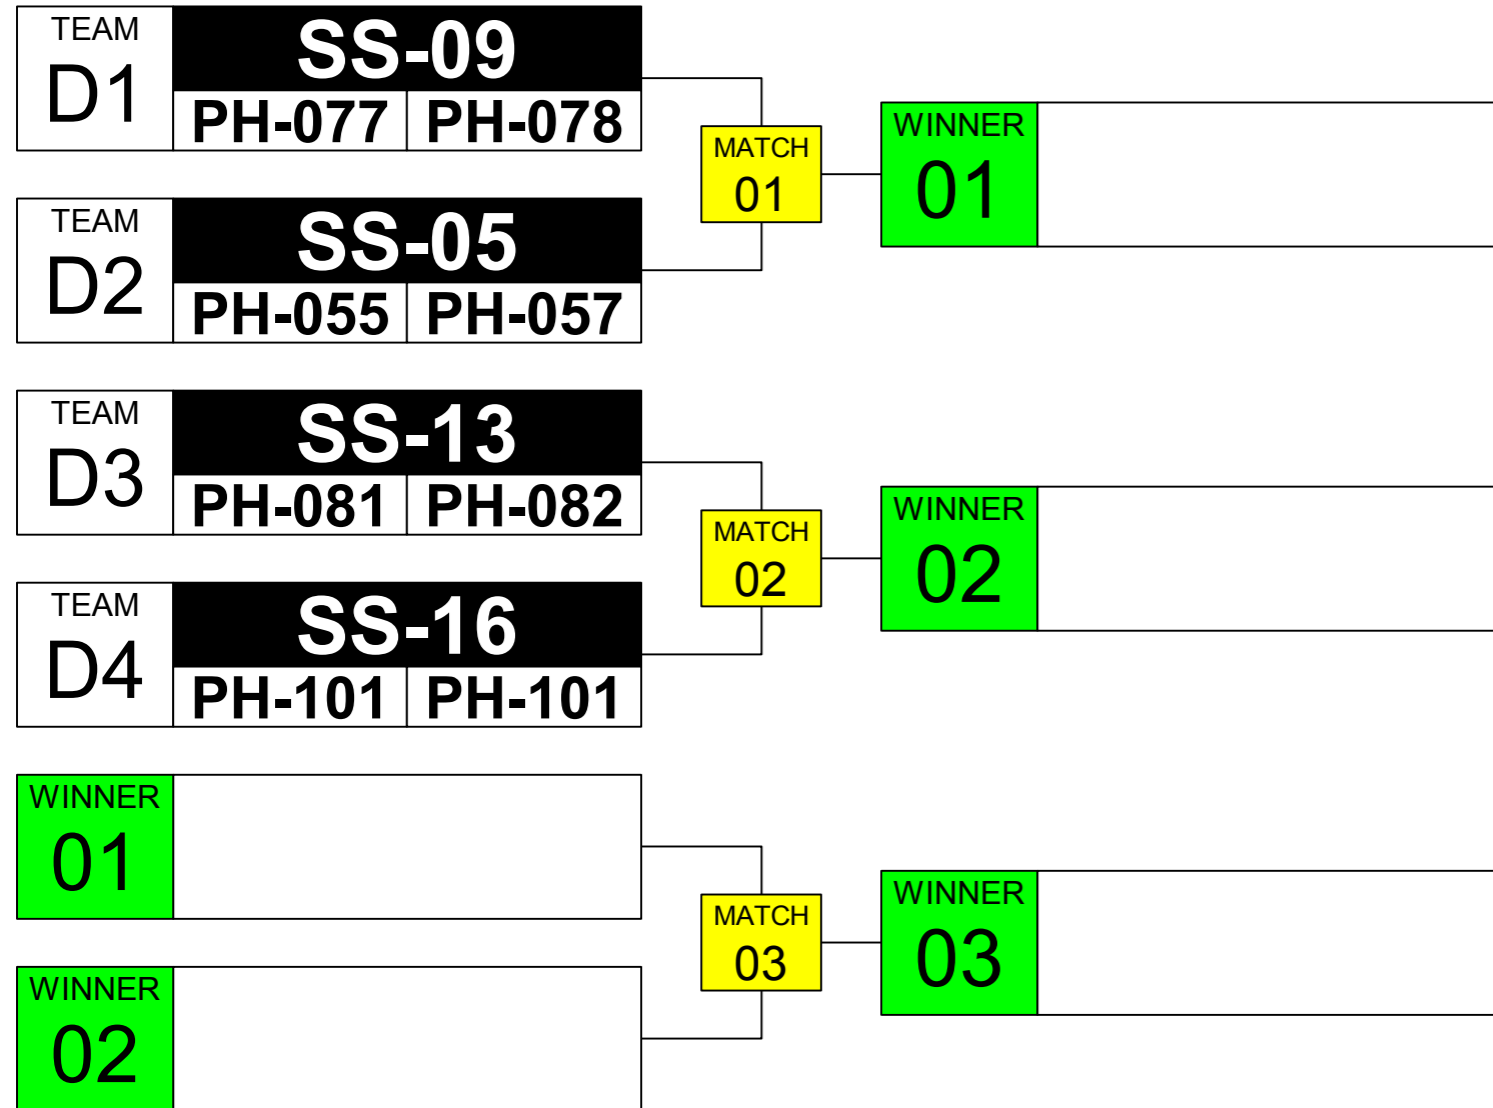 TEAM
D1
SS-09
PH-077 PH-078
MATCH
01
WINNER
01
TEAM
D2
SS-05
PH-055 PH-057
TEAM
D3
SS-13
PH-081 PH-082
MATCH
02
WINNER
02
TEAM
D4
SS-16
PH-101 PH-101
WINNER
01
MATCH
03
WINNER
03
WINNER
02